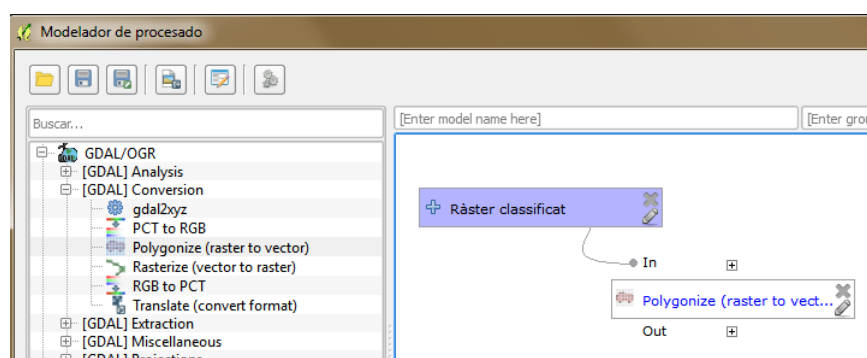 Modelador de procesado
Buscar...
[Enter model name here]
[Enter grou
GDAL/OGR
[GDAL] Analysis
[GDAL] Conversion
gdal2xyz
PCT to RGB
Polygonize (raster to vector)
Rasterize (vector to raster)
RGB to PCT
Translate (convert format)
[GDAL] Extraction
[GDAL] Miscellaneous
[GDAL] Projections
Ràster classificat
In
Polygonize (raster to vect...
Out